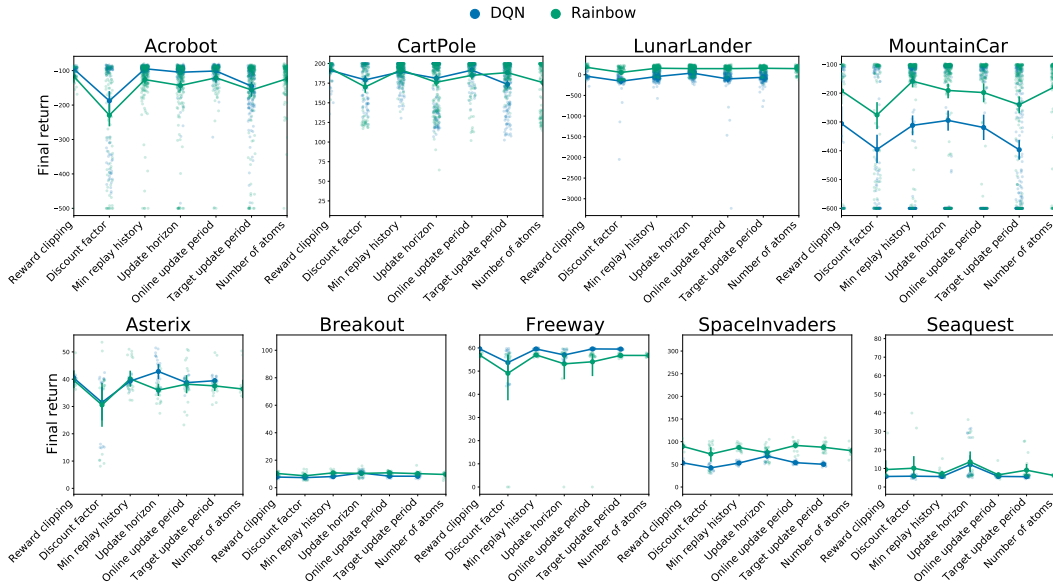 DQN Rainbow
Acrobot CartPole LunarLander MountainCar
Final return
−100
−200
−300
−400
−500
200
175
150
125
100
75
50
25
0
500
0
−500
−1000
−1500
−2000
−2500
−3000
−100
−200
−300
−400
−500
−600
Reward clipping
Discount factor
Min replay history
Update horizon
Online update period
Target update period
Number of atoms
Reward clipping
Discount factor
Min replay history
Update horizon
Online update period
Target update period
Number of atoms
Reward clipping
Discount factor
Min replay history
Update horizon
Online update period
Target update period
Number of atoms
Reward clipping
Discount factor
Min replay history
Update horizon
Online update period
Target update period
Number of atoms
Asterix Breakout Freeway SpaceInvaders Seaquest
Final return
50
40
30
20
10
0
100
80
60
40
20
0
60
50
40
30
20
10
0
300
250
200
150
100
50
0
80
70
60
50
40
30
20
10
0
Reward clipping
Discount factor
Min replay history
Update horizon
Online update period
Target update period
Number of atoms
Reward clipping
Discount factor
Min replay history
Update horizon
Online update period
Target update period
Number of atoms
Reward clipping
Discount factor
Min replay history
Update horizon
Online update period
Target update period
Number of atoms
Reward clipping
Discount factor
Min replay history
Update horizon
Online update period
Target update period
Number of atoms
Reward clipping
Discount factor
Min replay history
Update horizon
Online update period
Target update period
Number of atoms